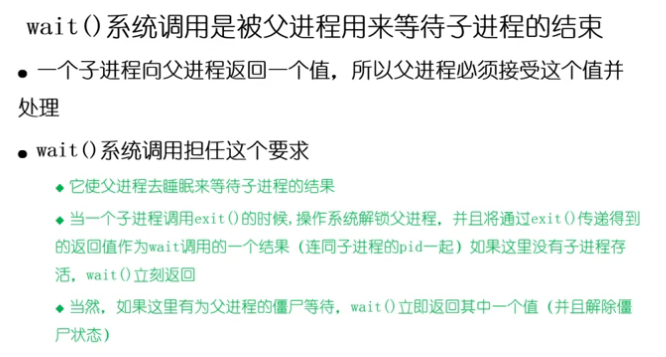 wait()系统调用是被父进程用来等待子进程的结束
● 一个子进程向父进程返回一个值，所以父进程必须接受这个值并
处理
● wait()系统调用担任这个要求
◆ 它使父进程去睡眠来等待子进程的结果
◆ 当一个子进程调用exit()的时候,操作系统解锁父进程，并且将通过exit()传递得到
的返回值作为wait调用的一个结果（连同子进程的pid一起）如果这里没有子进程存
活，wait()立刻返回
◆ 当然，如果这里有为父进程的僵尸等待，wait()立即返回其中一个值（并且解除僵
尸状态）